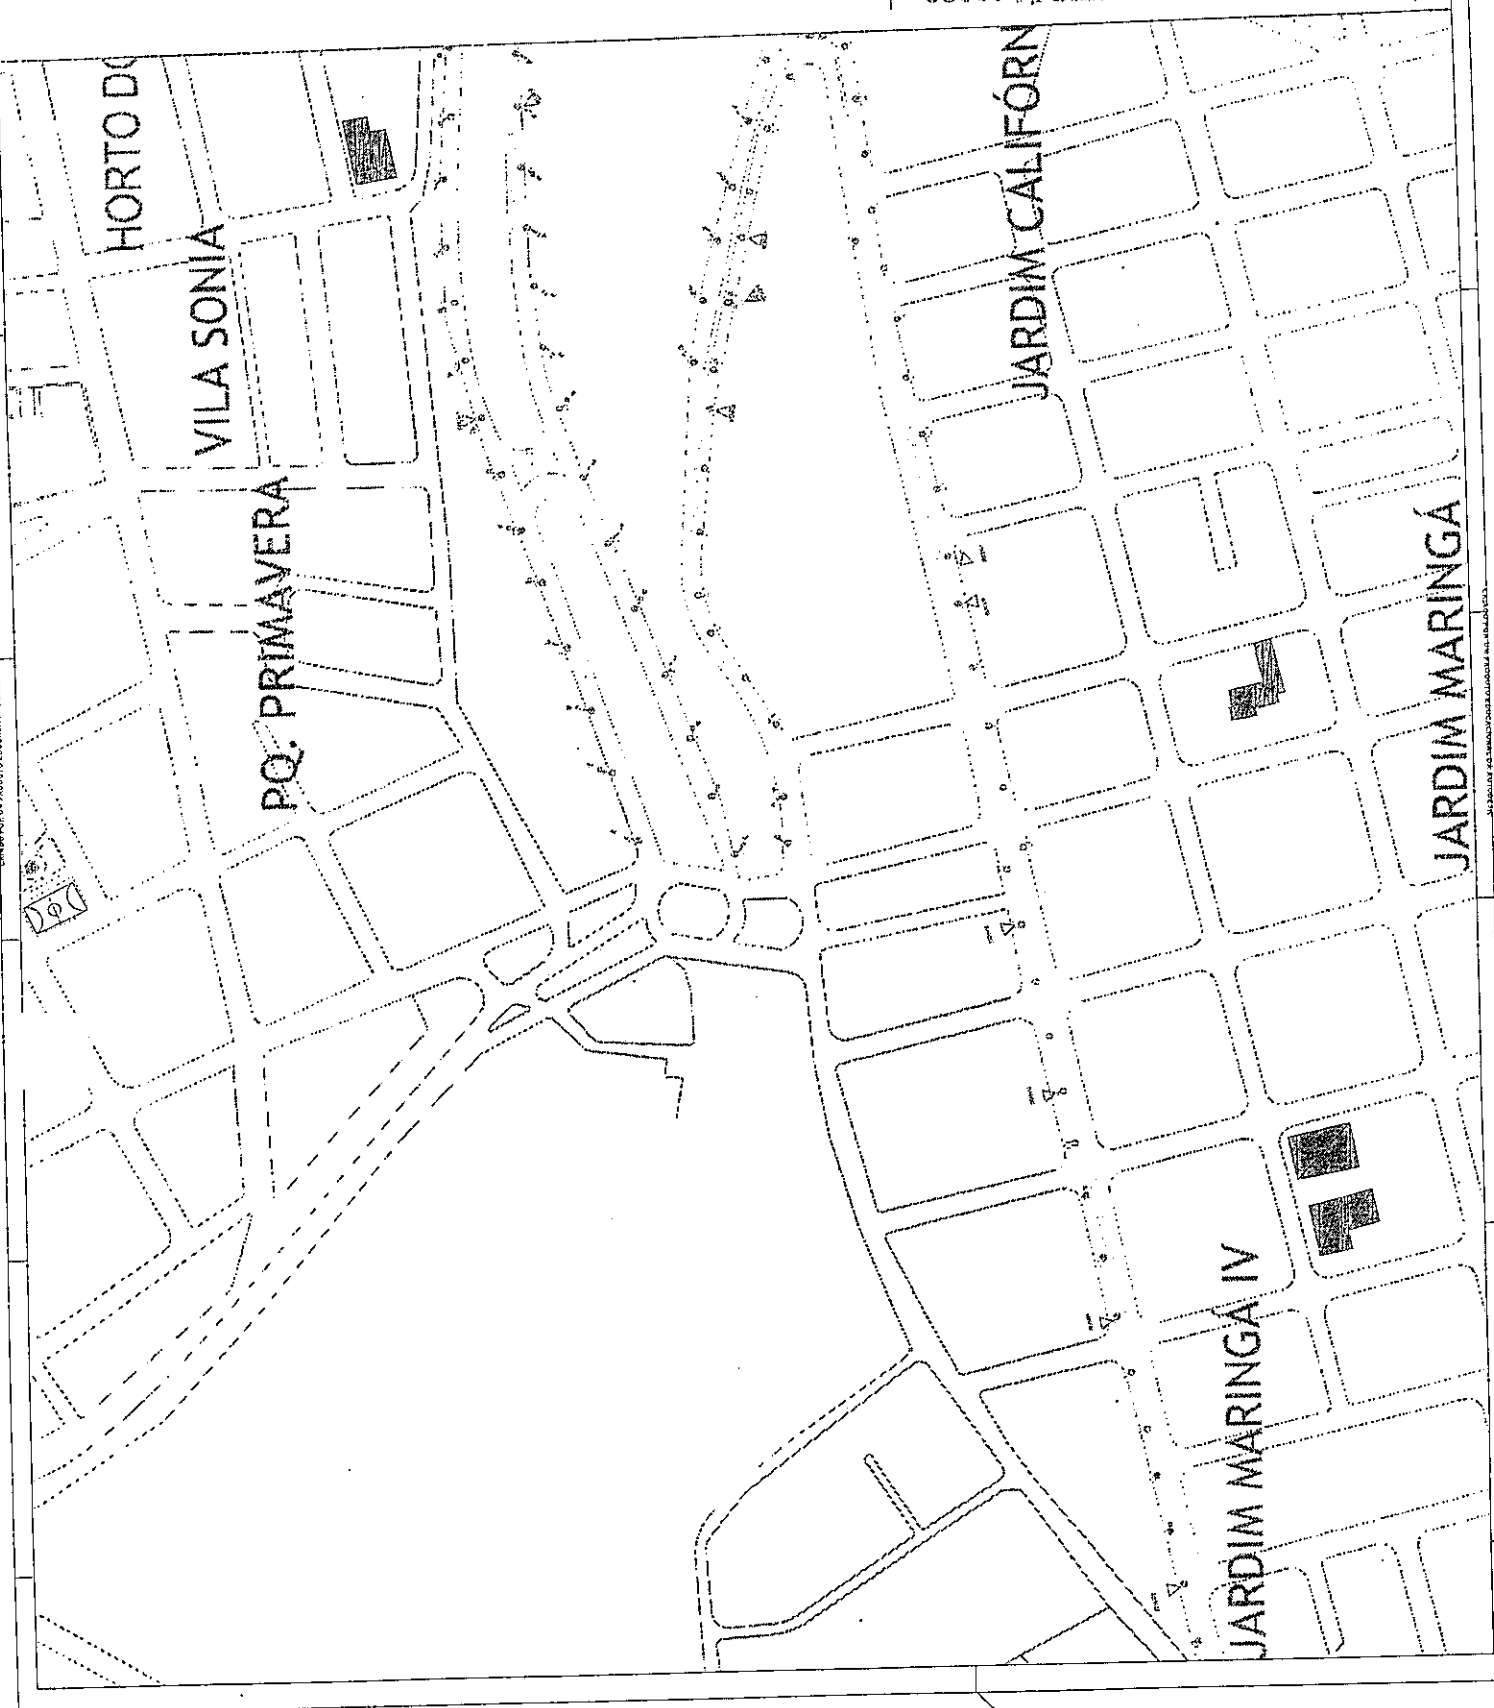 HORTO DO
VILA SONIA
PQ. PRIMAVERA
JARDIM CALIFÓRN
JARDIM MARINGÁ
JARDIM MARINGÁ IV